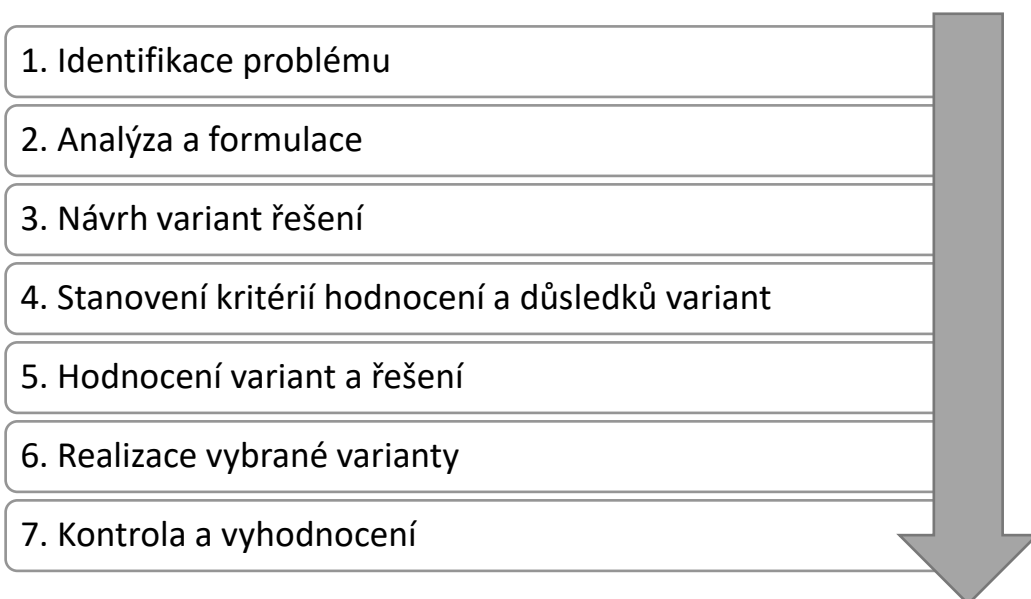 1. Identifikace problému
2. Analýza a formulace
3. Návrh variant řešení
4. Stanovení kritérií hodnocení a důsledků variant
5. Hodnocení variant a řešení
6. Realizace vybrané varianty
7. Kontrola a vyhodnocení